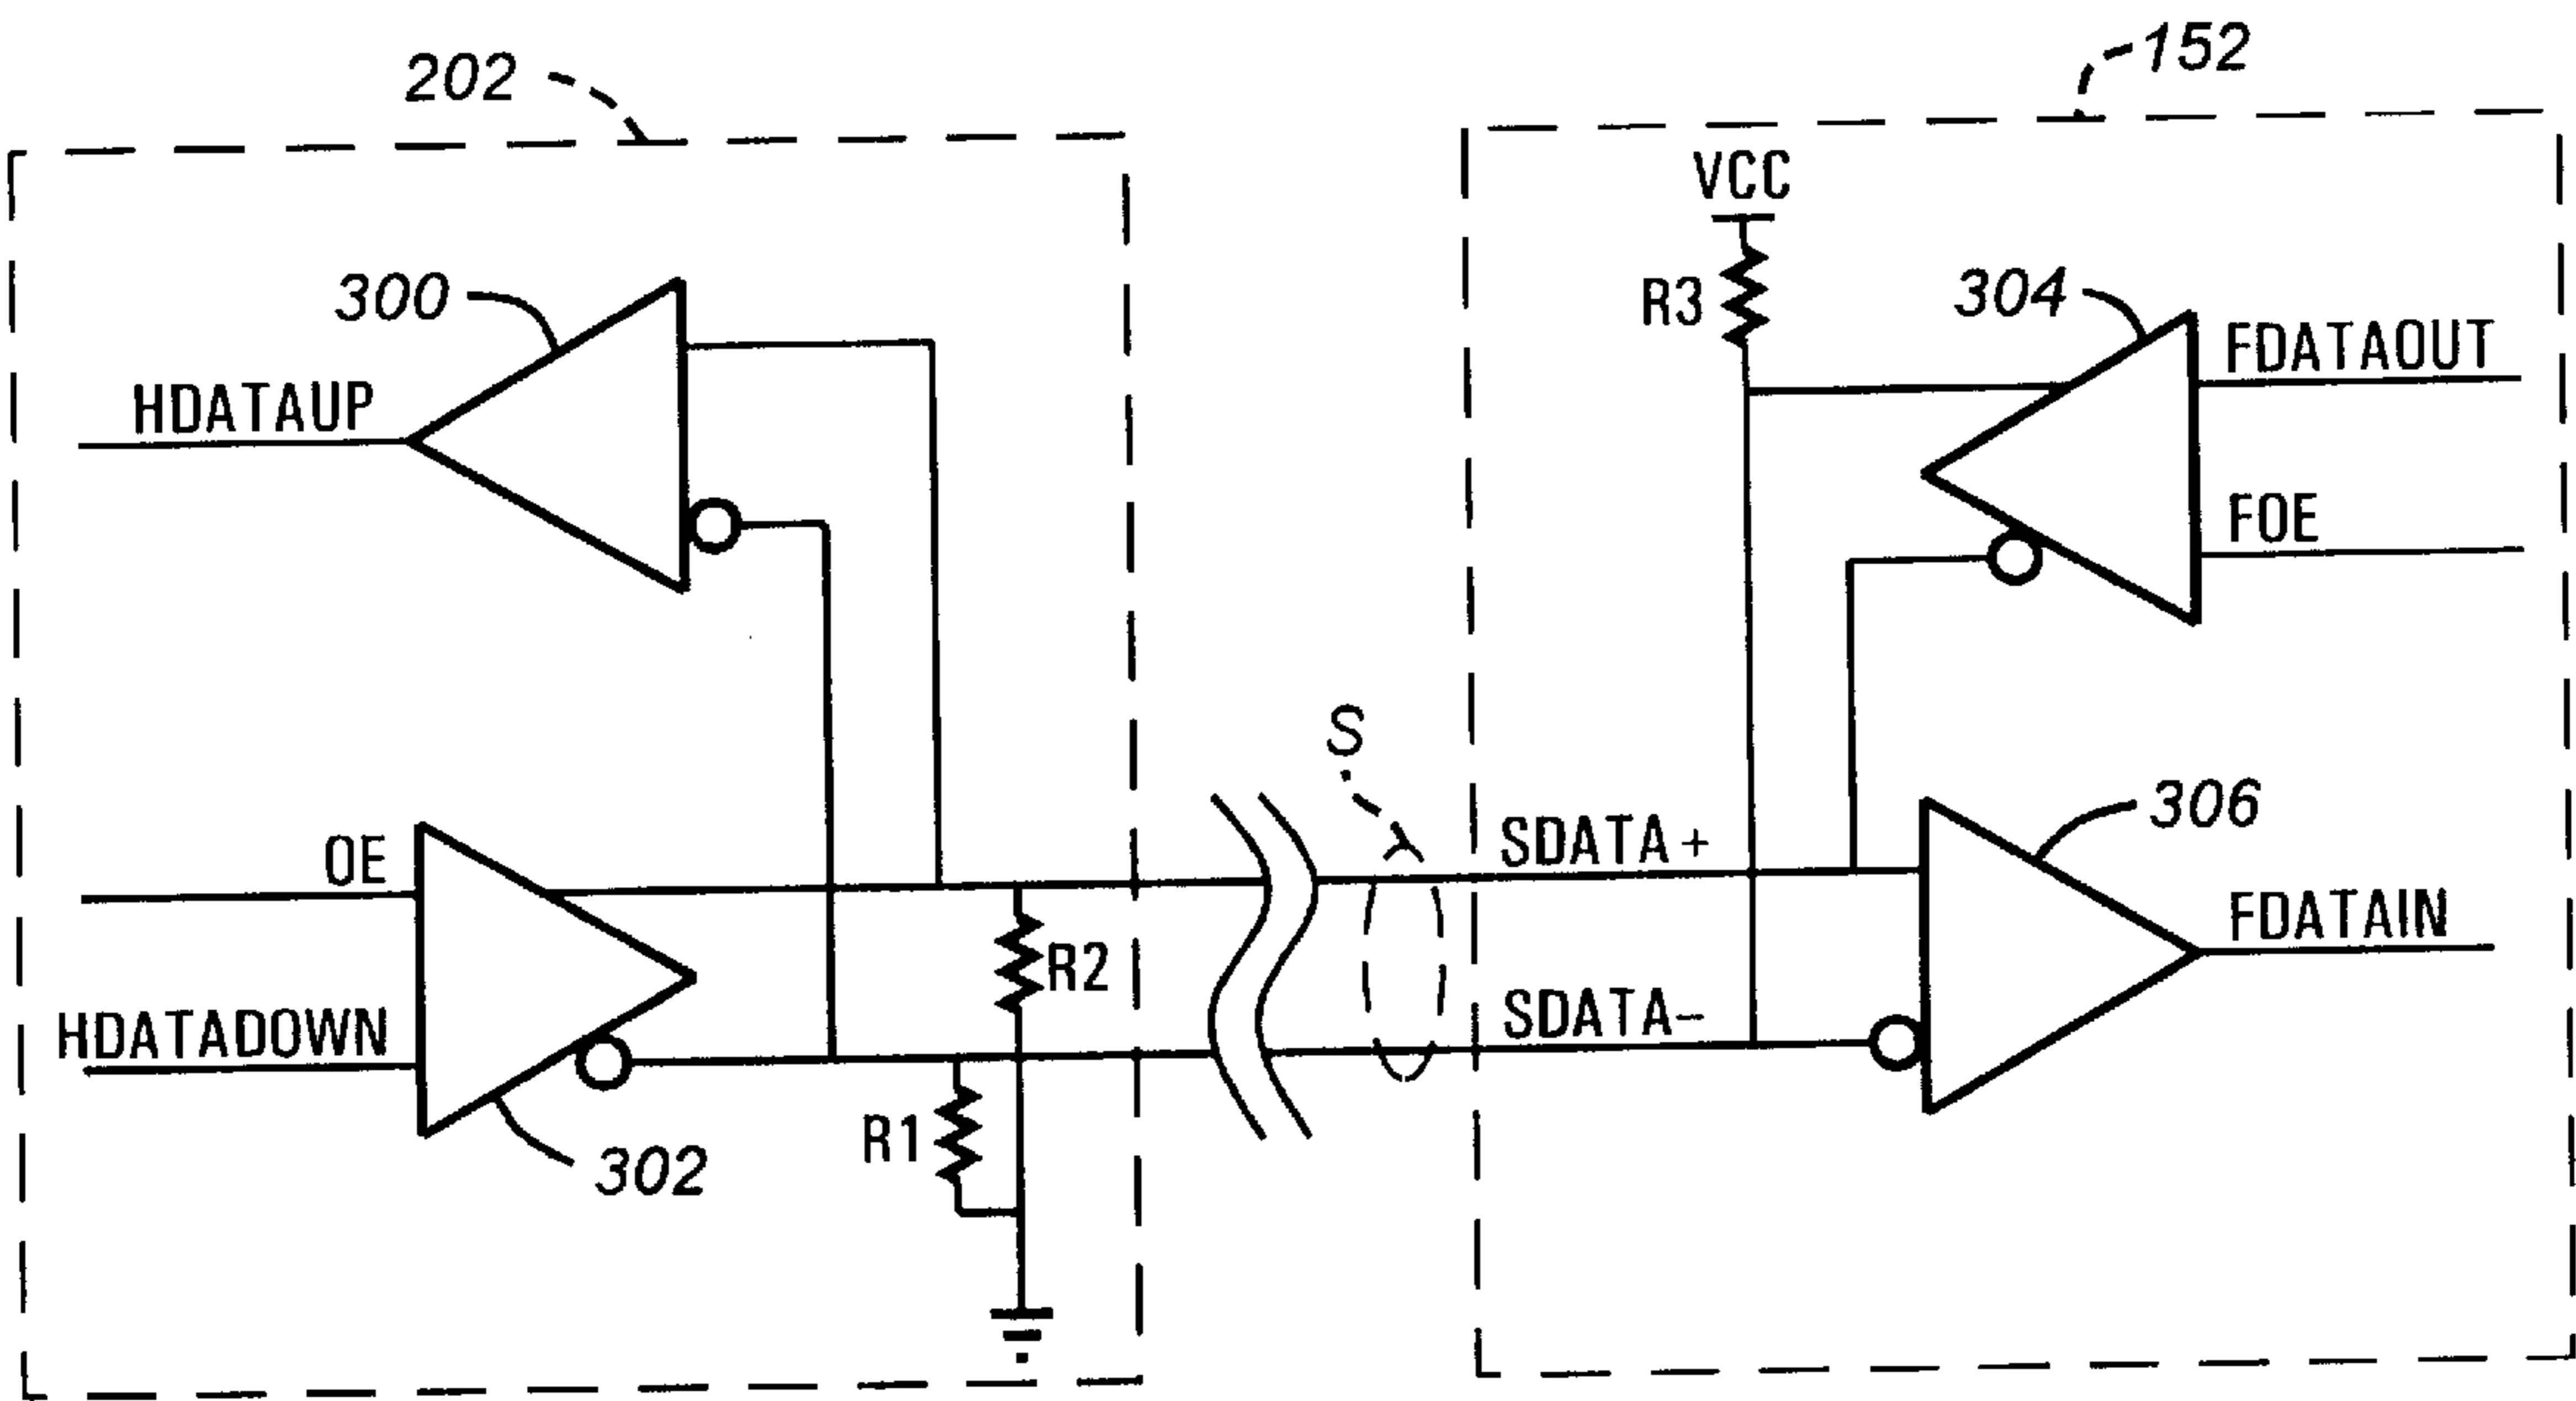 202
152
VCC
300
R3
304
FDATAOUT
HDATAUP
FOE
S
OE
SDATA+
306
R2
FDATAIN
HDATADOWN
SDATA-
R1
302